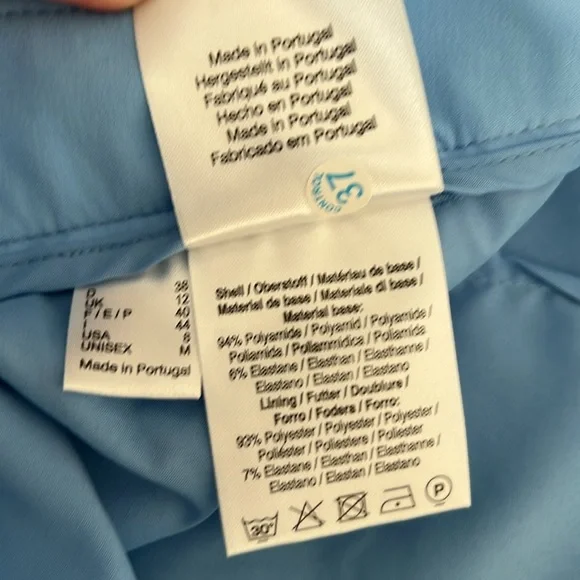 Made in Portugal
Hergestellt in Portugal
Fabriqué au Portugal
Hecho en Portugal
Made in Portugal
Fabricado em Portugal
CONTROL
37
D 38
UK 12
F / E / P 40
I 44
USA 8
UNISEX M
Made in Portugal
Shell / Oberstoff / Matériau de base /
Material de base / Materiale di base /
Material base:
94% Polyamide / Polyamid / Polyamide /
Poliamida / Poliammidica / Poliamida
6% Elastane / Elasthan / Elasthanne /
Elastano / Elastan / Elastano
Lining / Futter / Doublure /
Forro / Fodera / Forro:
93% Polyester / Polyester / Polyester /
Poliéster / Poliestere / Poliester
7% Elastane / Elasthan / Elasthanne /
Elastano / Elastan / Elastano
30°
P